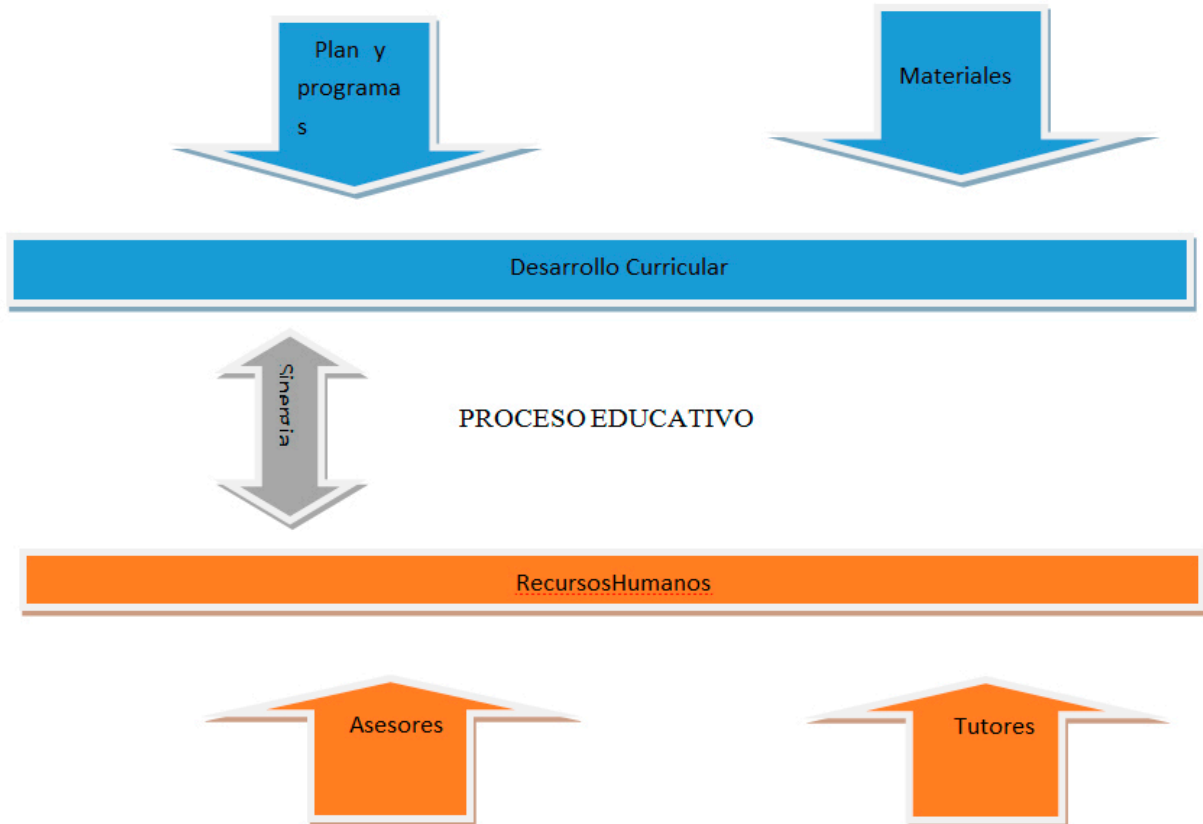 Plan y
programa
s
Materiales
Desarrollo Curricular
Sinergia
PROCESO EDUCATIVO
RecursosHumanos
Asesores
Tutores